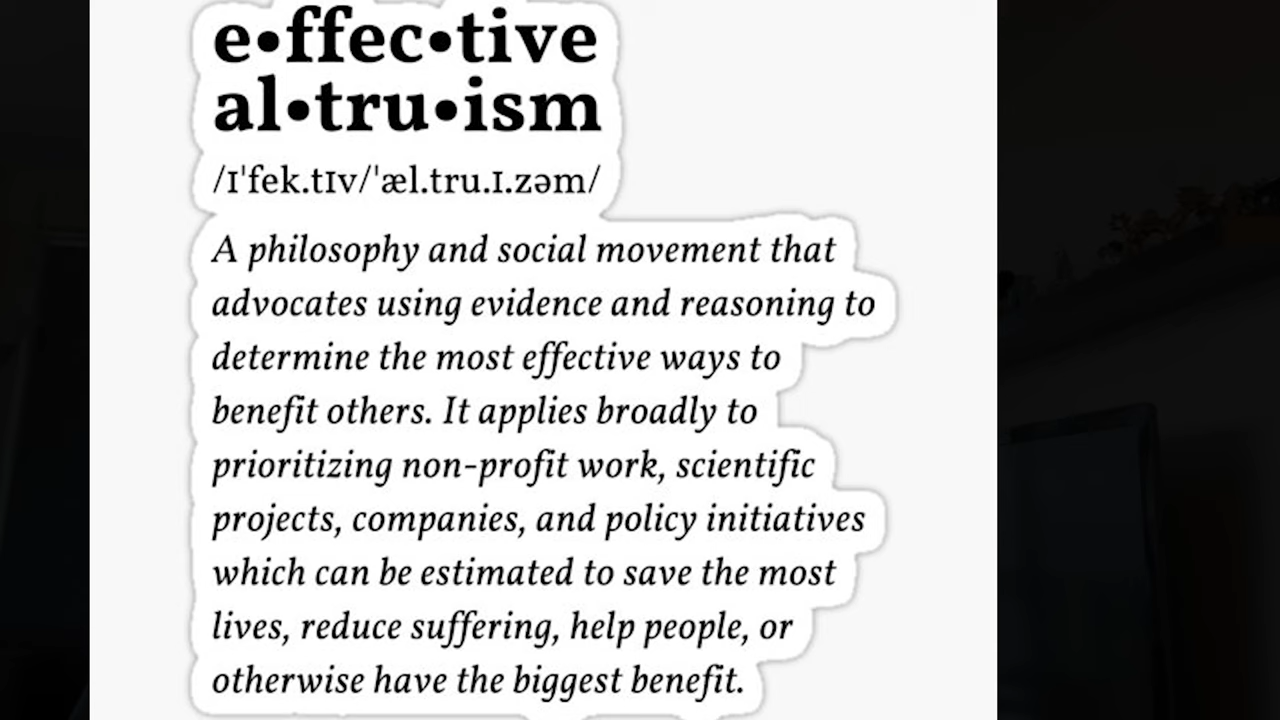 e•ffec•tive
al•tru•ism
/ɪˈfek.tɪv/ˈæl.tru.ɪ.zəm/
A philosophy and social movement that
advocates using evidence and reasoning to
determine the most effective ways to
benefit others. It applies broadly to
prioritizing non-profit work, scientific
projects, companies, and policy initiatives
which can be estimated to save the most
lives, reduce suffering, help people, or
otherwise have the biggest benefit.